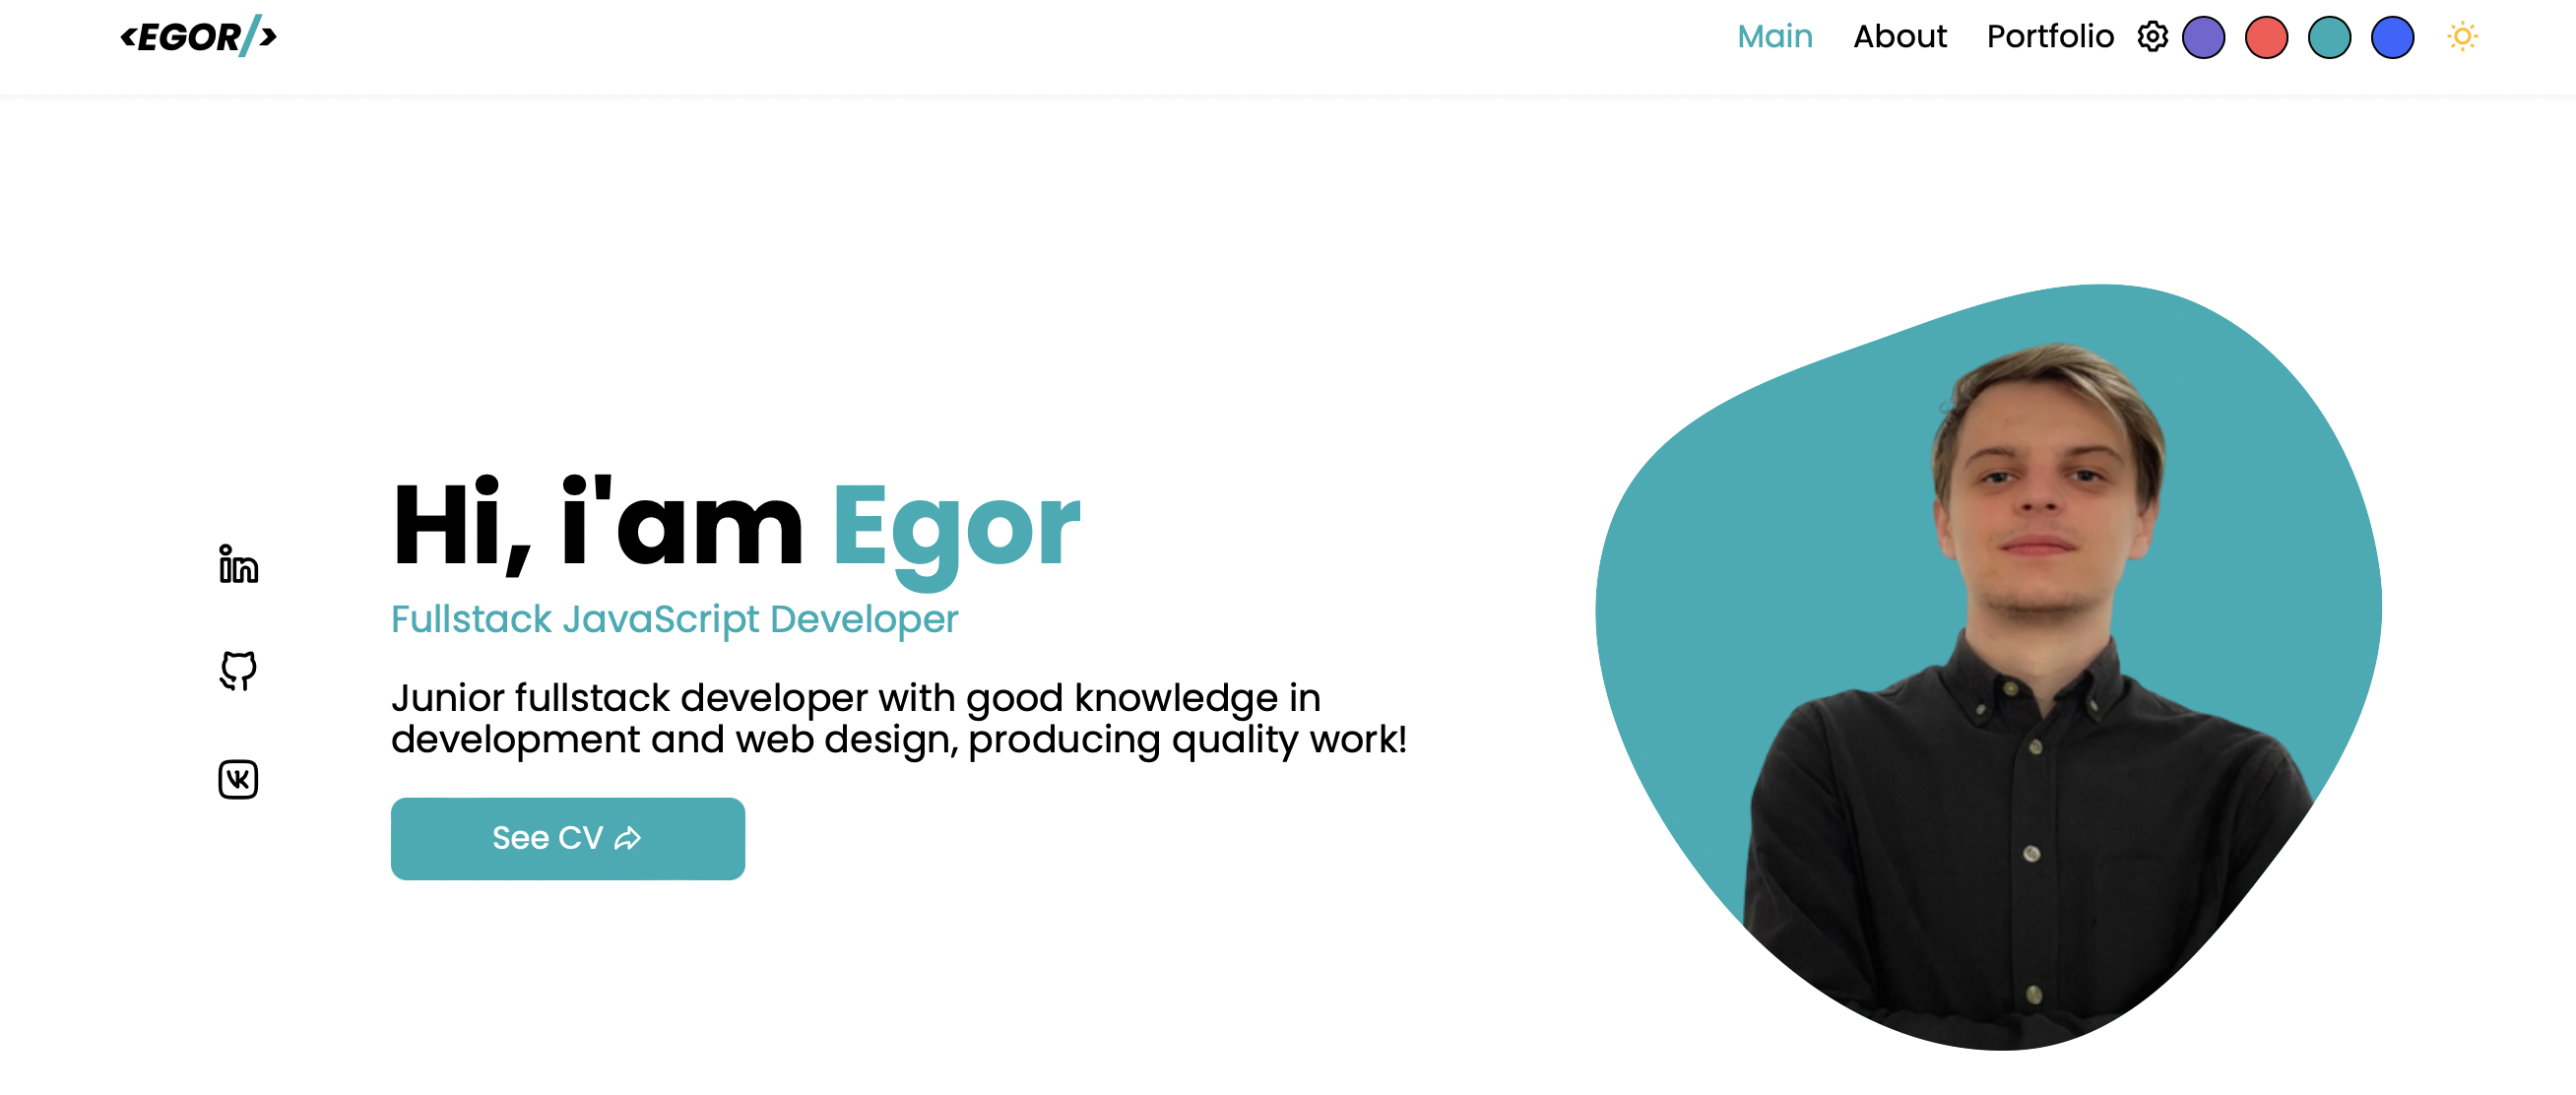 <EGOR/>
Main About Portfolio
Hi, i'am Egor
Fullstack JavaScript Developer
Junior fullstack developer with good knowledge in
development and web design, producing quality work!
See CV